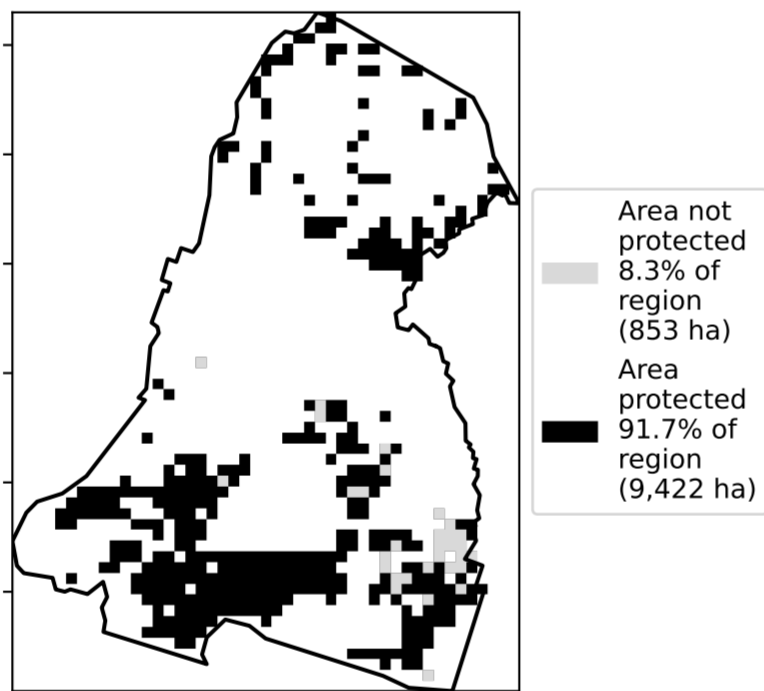 Area not
protected
8.3% of
region
(853 ha)
Area
protected
91.7% of
region
(9,422 ha)